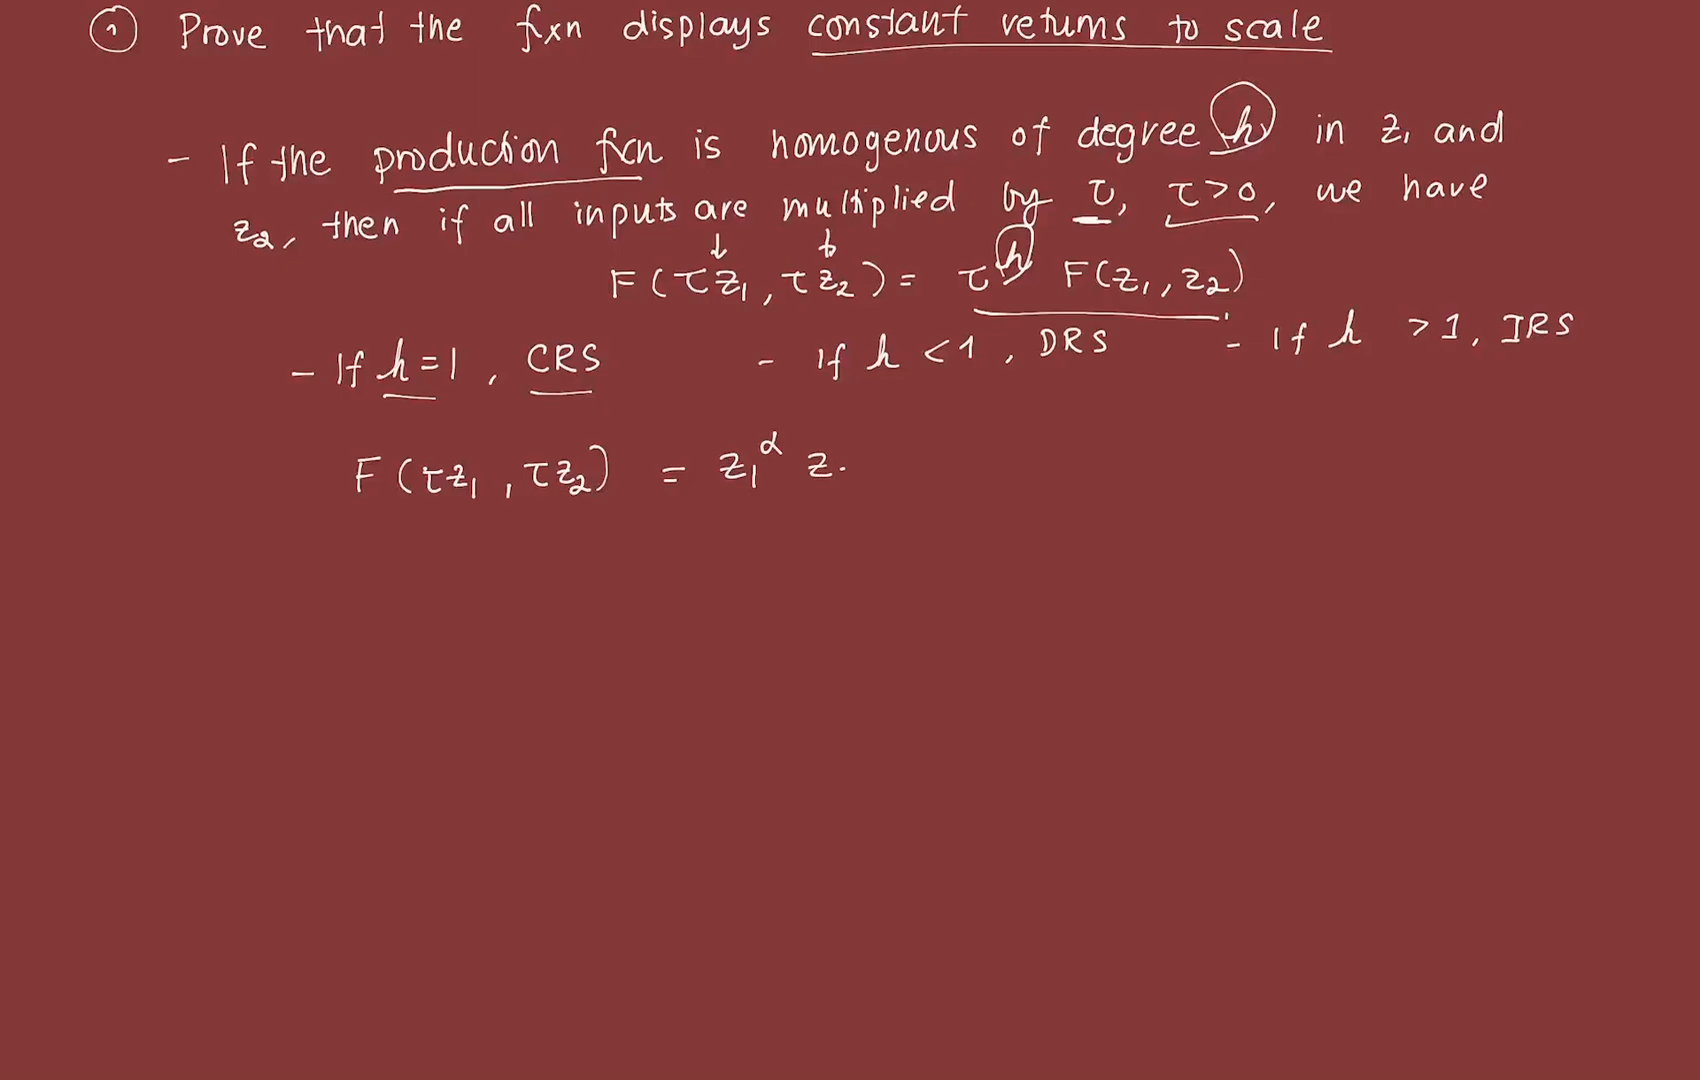 ① Prove that the fxn displays constant returns to scale
- If the production fxn is homogenous of degree h in z₁ and
z₂, then if all inputs are multiplied by τ, τ>0, we have
F(τz₁, τz₂) = τ^h F(z₁, z₂)
- If h=1, CRS - If h <1, DRS - If h >1, IRS
F(τz₁, τz₂) = z₁^α z.